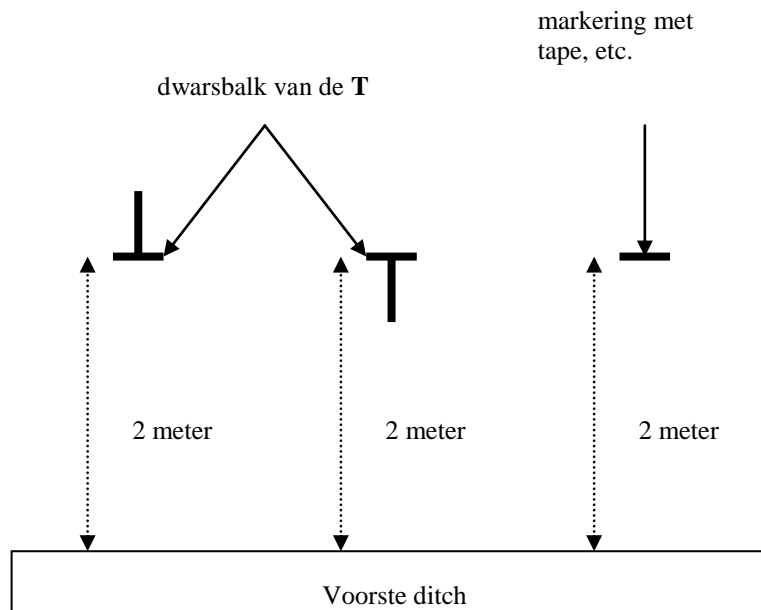 markering met
tape, etc.
dwarsbalk van de T
2 meter
2 meter
2 meter
Voorste ditch